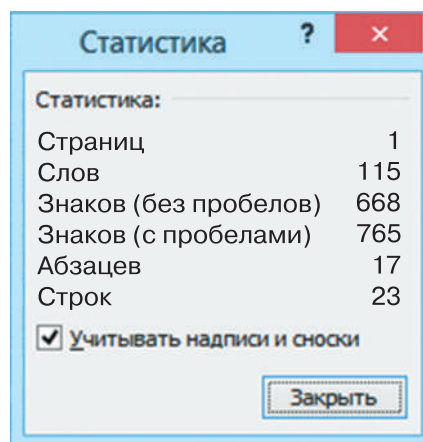 Статистика ? ×
Статистика:
Страниц 1
Слов 115
Знаков (без пробелов) 668
Знаков (с пробелами) 765
Абзацев 17
Строк 23
Учитывать надписи и сноски
Закрыть